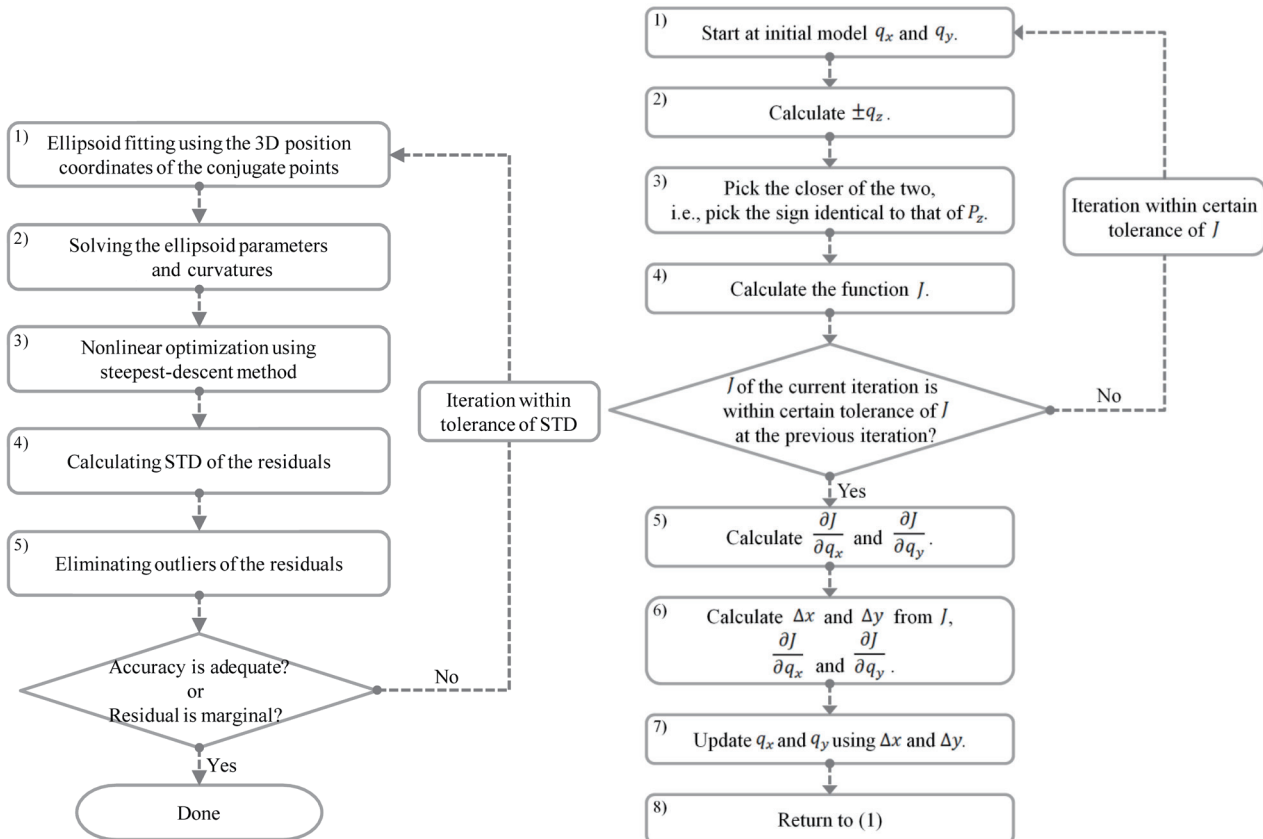 1)
Ellipsoid fitting using the 3D position
coordinates of the conjugate points
2)
Solving the ellipsoid parameters
and curvatures
3)
Nonlinear optimization using
steepest-descent method
4)
Calculating STD of the residuals
5)
Eliminating outliers of the residuals
Accuracy is adequate?
or
Residual is marginal?
No
Iteration within
tolerance of STD
Yes
Done
1)
Start at initial model qₓ and q_y.
2)
Calculate ±q_z.
3)
Pick the closer of the two,
i.e., pick the sign identical to that of P_z.
4)
Calculate the function J.
J of the current iteration is
within certain tolerance of J
at the previous iteration?
No
Iteration within certain
tolerance of J
Yes
5)
Calculate ∂J/∂qₓ and ∂J/∂q_y.
6)
Calculate Δx and Δy from J,
∂J/∂qₓ and ∂J/∂q_y.
7)
Update qₓ and q_y using Δx and Δy.
8)
Return to (1)